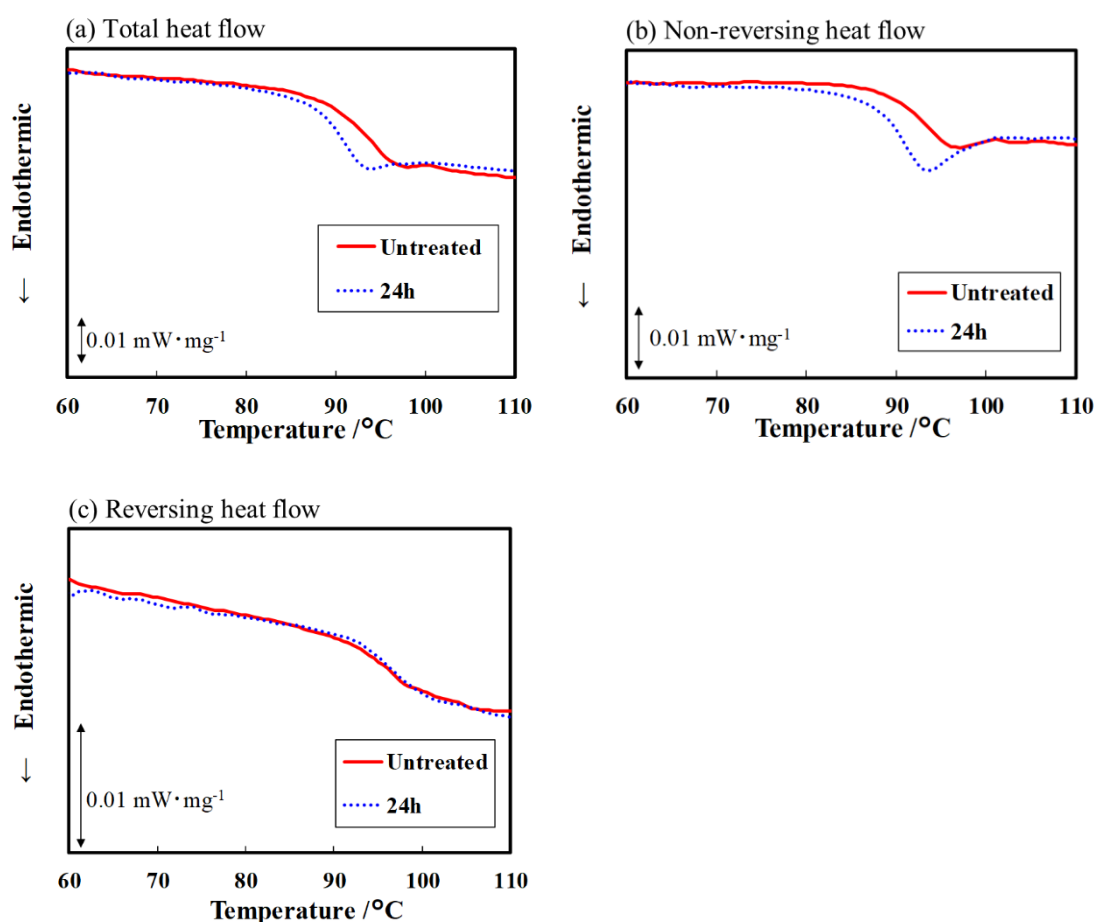 (a) Total heat flow
← Endothermic
Untreated
24h
0.01 mW・mg-1
60 70 80 90 100 110
Temperature /°C
(b) Non-reversing heat flow
← Endothermic
Untreated
24h
0.01 mW・mg-1
60 70 80 90 100 110
Temperature /°C
(c) Reversing heat flow
← Endothermic
Untreated
24h
0.01 mW・mg-1
60 70 80 90 100 110
Temperature /°C